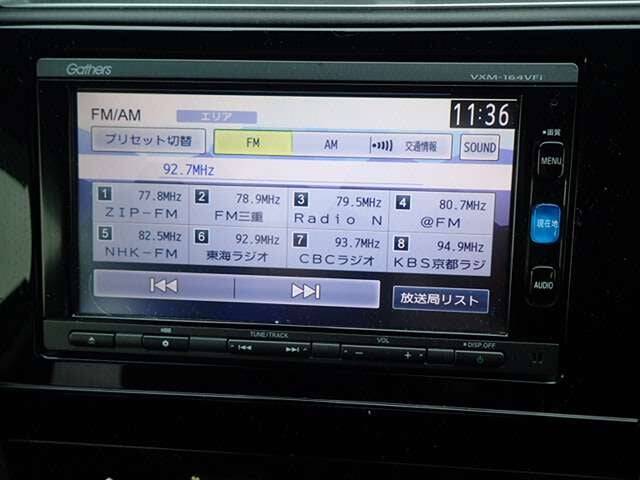 Gathers
VXM-164VFi
FM/AM
エリア
11:36
プリセット切替
FM
AM
交通情報
SOUND
92.7MHz
1 77.8MHz
ZIP-FM
2 78.9MHz
FM三重
3 79.5MHz
Radio N
4 80.7MHz
@FM
5 82.5MHz
NHK-FM
6 92.9MHz
東海ラジオ
7 93.7MHz
CBCラジオ
8 94.9MHz
KBS京都ラジ
放送局リスト
画質
MENU
現在地
AUDIO
TUNE/TRACK
VOL
DISP.OFF